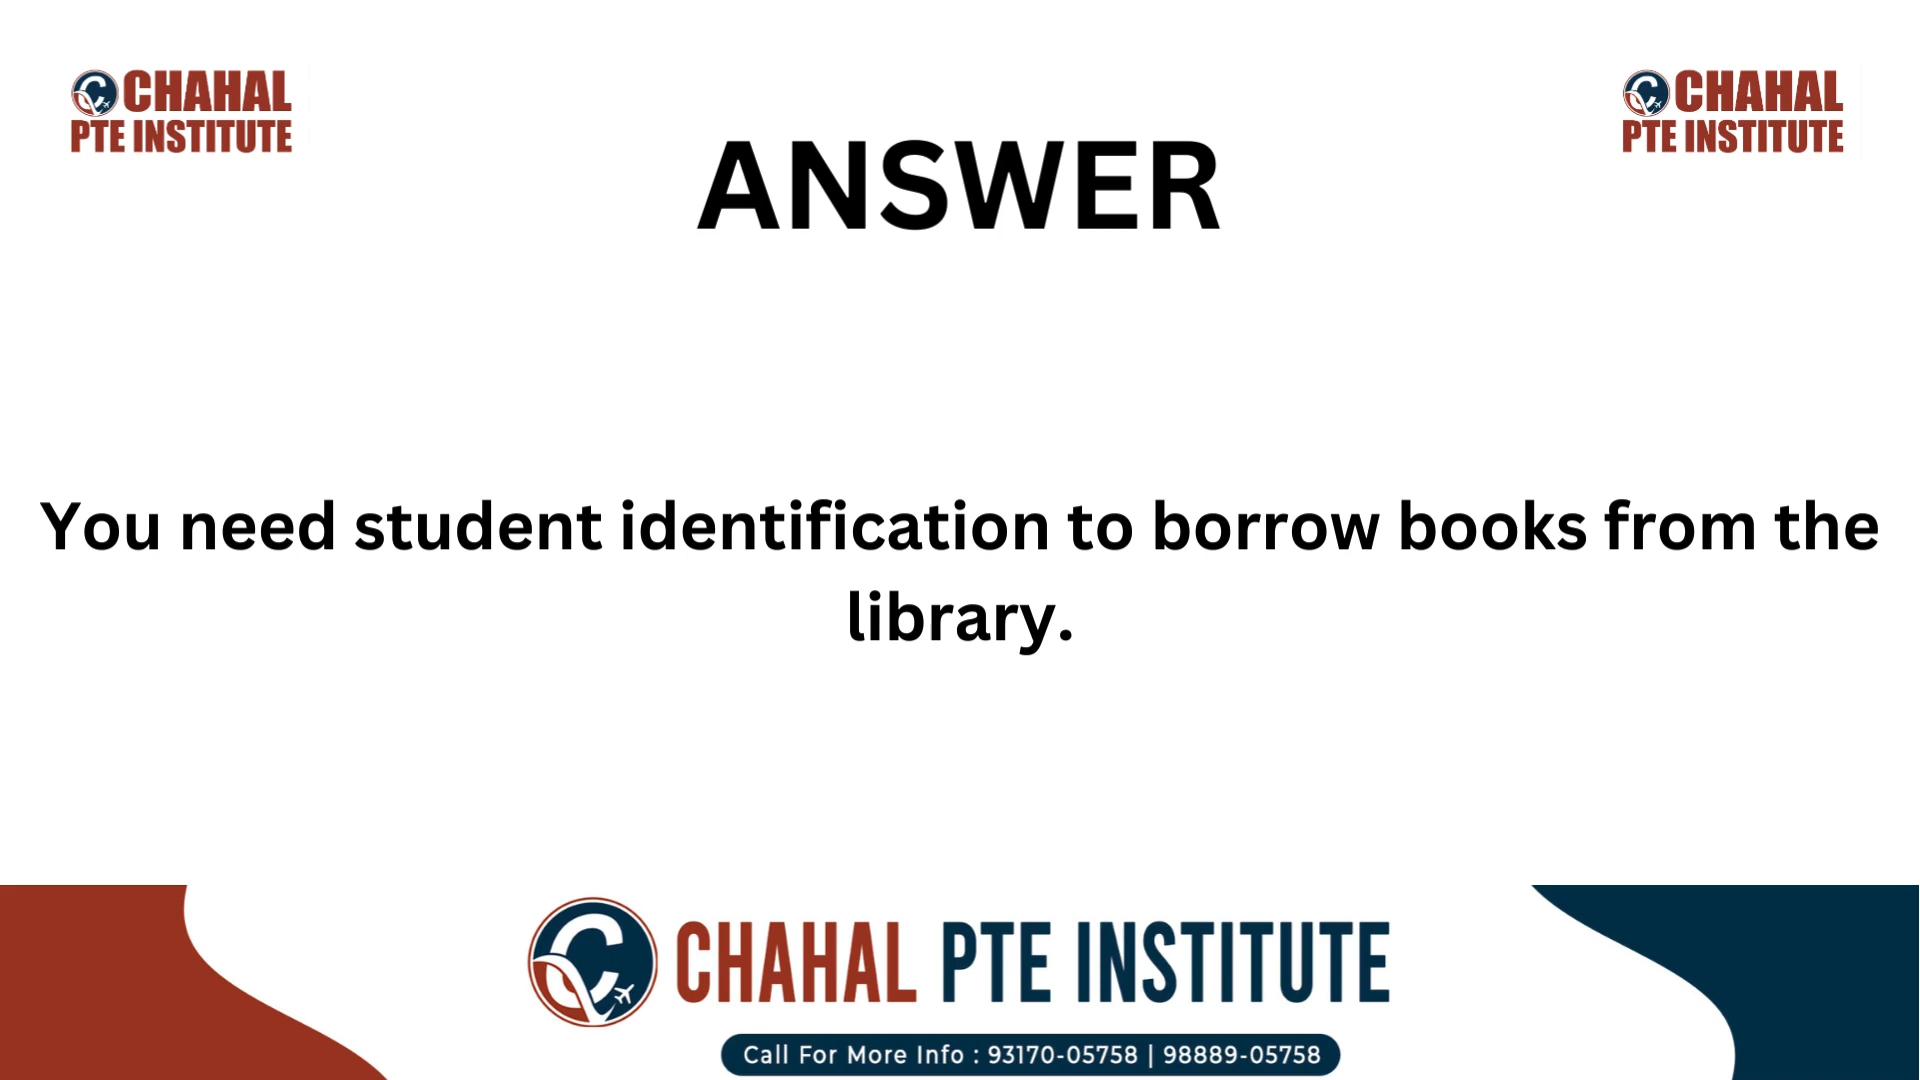 CHAHAL
PTE INSTITUTE
CHAHAL
PTE INSTITUTE
ANSWER
You need student identification to borrow books from the
library.
CHAHAL PTE INSTITUTE
Call For More Info : 93170-05758 | 98889-05758